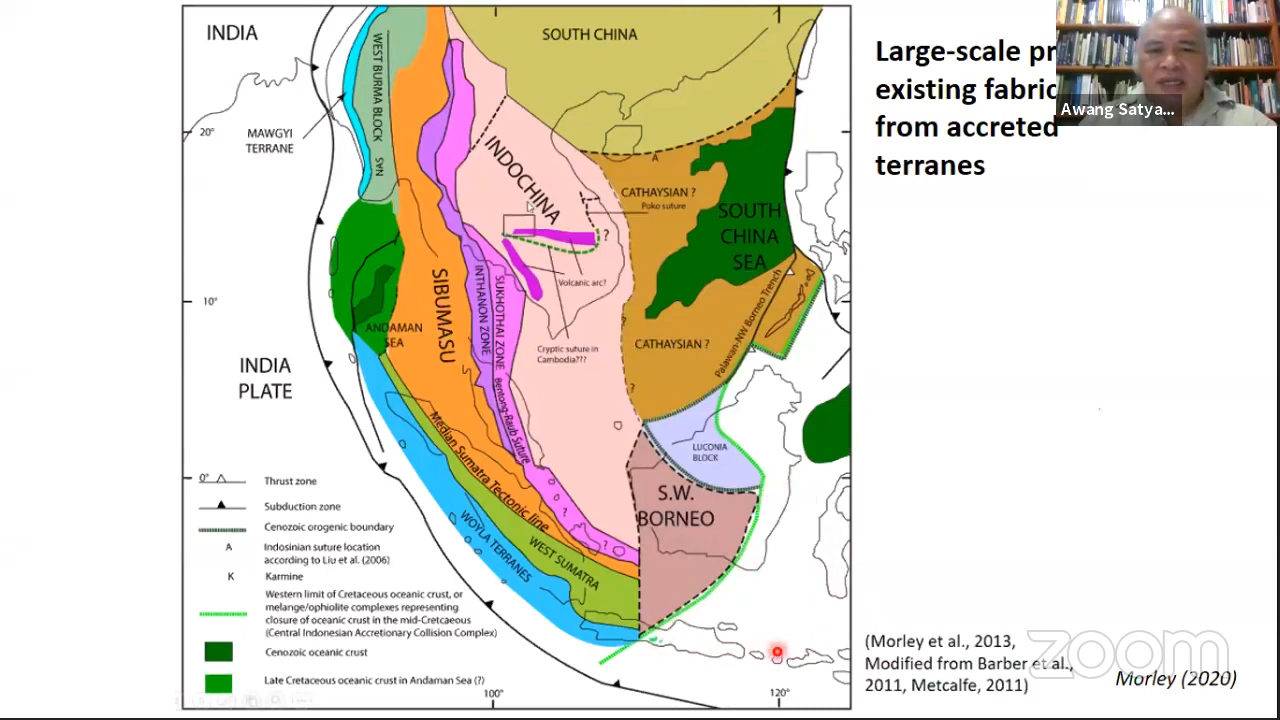 INDIA
SOUTH CHINA
WEST BURMA BLOCK
SAN
MAWGYI
TERRANE
20°
INDOCHINA
A
CATHAYSIAN ?
Poko suture
?
SOUTH
CHINA
SEA
SIBUMASU
INTHANON ZONE
SUKHOTHAI ZONE
Volcanic arc?
10°
ANDAMAN
SEA
Cryptic suture in
Cambodia???
CATHAYSIAN ?
Palawan-NW Borneo Trench
INDIA
PLATE
?
Bentong-Raub Suture
Median Sumatra Tectonic line
LUCONIA
BLOCK
0°
S.W.
BORNEO
?
?
WOYLA TERRANES
WEST SUMATRA
Thrust zone
Subduction zone
Cenozoic orogenic boundary
A Indosinian suture location
according to Liu et al. (2006)
K Karmine
Western limit of Cretaceous oceanic crust, or
melange/ophiolite complexes representing
closure of oceanic crust in the mid-Cretcaeous
(Central Indonesian Accretionary Collision Complex)
Cenozoic oceanic crust
Late Cretaceous oceanic crust in Andaman Sea (?)
100°
120°
Large-scale pr
existing fabric
from accreted
terranes
Awang Satya...
(Morley et al., 2013,
Modified from Barber et al.,
2011, Metcalfe, 2011)
zoom
Morley (2020)